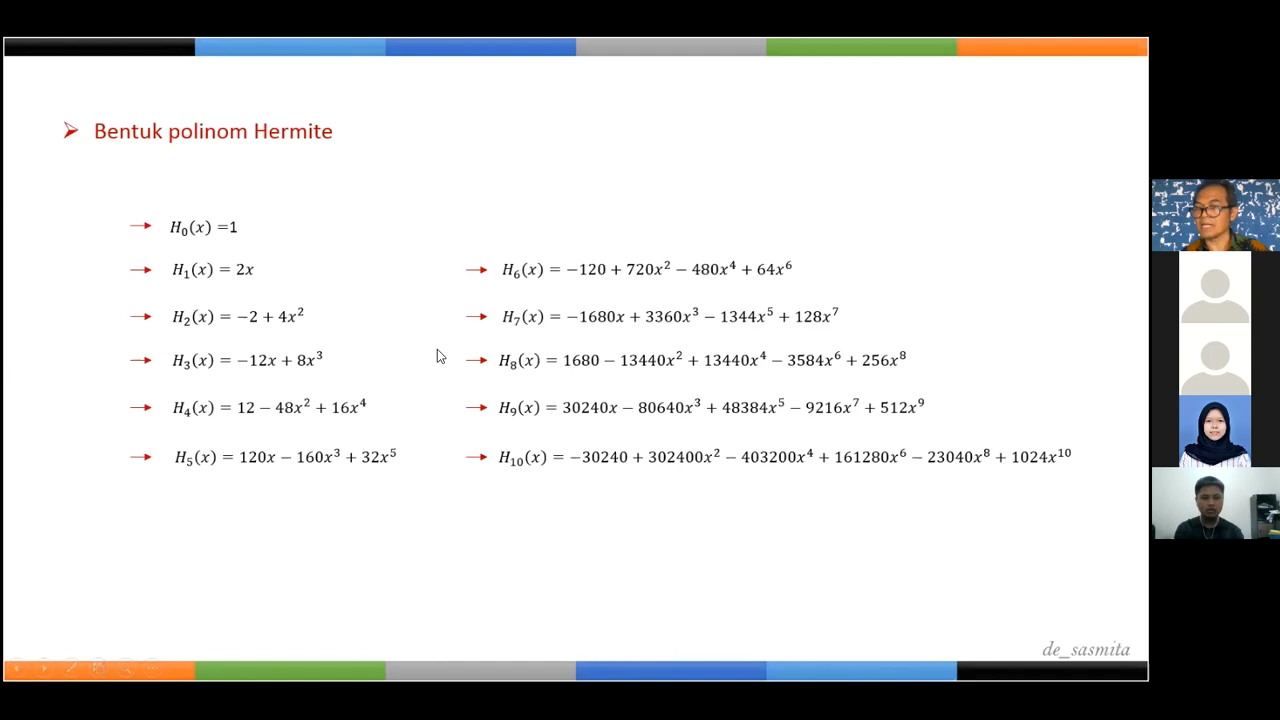 Bentuk polinom Hermite
H₀(x) =1
H₁(x) = 2x
H₂(x) = −2 + 4x²
H₃(x) = −12x + 8x³
H₄(x) = 12 − 48x² + 16x⁴
H₅(x) = 120x − 160x³ + 32x⁵
H₆(x) = −120 + 720x² − 480x⁴ + 64x⁶
H₇(x) = −1680x + 3360x³ − 1344x⁵ + 128x⁷
H₈(x) = 1680 − 13440x² + 13440x⁴ − 3584x⁶ + 256x⁸
H₉(x) = 30240x − 80640x³ + 48384x⁵ − 9216x⁷ + 512x⁹
H₁₀(x) = −30240 + 302400x² − 403200x⁴ + 161280x⁶ − 23040x⁸ + 1024x¹⁰
de_sasmita